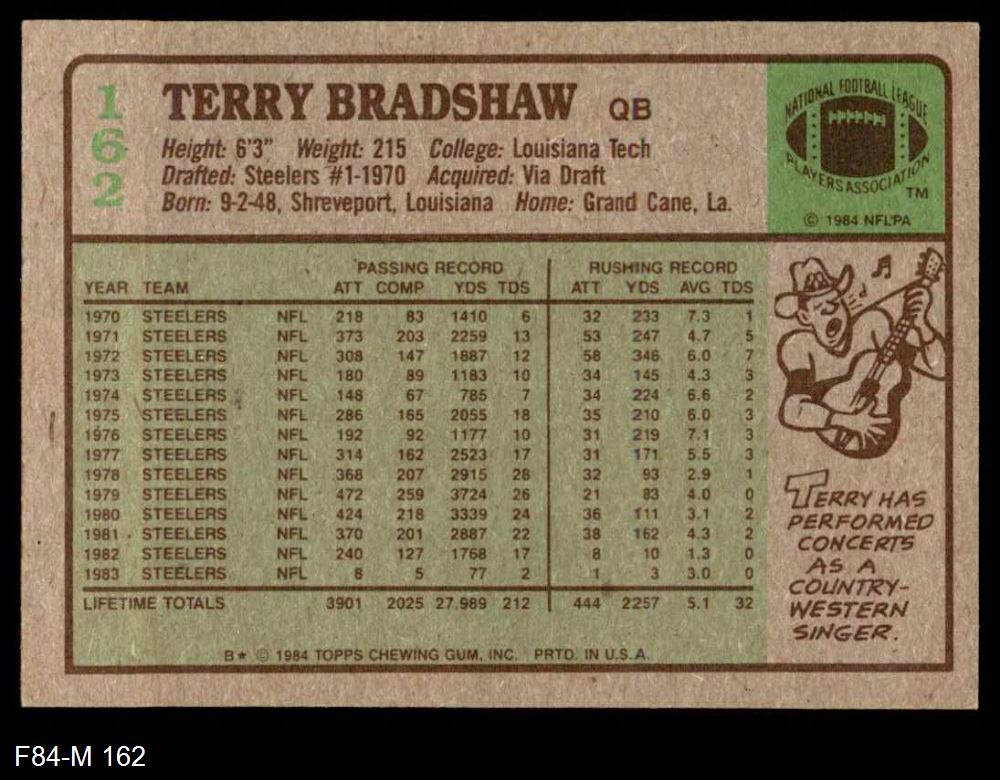 162
TERRY BRADSHAW QB
Height: 6'3" Weight: 215 College: Louisiana Tech
Drafted: Steelers #1-1970 Acquired: Via Draft
Born: 9-2-48, Shreveport, Louisiana Home: Grand Cane, La.
NATIONAL FOOTBALL LEAGUE
PLAYERS ASSOCIATION
TM
© 1984 NFLPA
PASSING RECORD RUSHING RECORD
YEAR TEAM ATT COMP YDS TDS ATT YDS AVG TDS
1970 STEELERS NFL 218 83 1410 6 32 233 7.3 1
1971 STEELERS NFL 373 203 2259 13 53 247 4.7 5
1972 STEELERS NFL 308 147 1887 12 58 346 6.0 7
1973 STEELERS NFL 180 89 1183 10 34 145 4.3 3
1974 STEELERS NFL 148 67 785 7 34 224 6.6 2
1975 STEELERS NFL 286 165 2055 18 35 210 6.0 3
1976 STEELERS NFL 192 92 1177 10 31 219 7.1 3
1977 STEELERS NFL 314 162 2523 17 31 171 5.5 3
1978 STEELERS NFL 368 207 2915 28 32 93 2.9 1
1979 STEELERS NFL 472 259 3724 26 21 83 4.0 0
1980 STEELERS NFL 424 218 3339 24 36 111 3.1 2
1981 STEELERS NFL 370 201 2887 22 38 162 4.3 2
1982 STEELERS NFL 240 127 1768 17 8 10 1.3 0
1983 STEELERS NFL 8 5 77 2 1 3 3.0 0
LIFETIME TOTALS 3901 2025 27.989 212 444 2257 5.1 32
B* © 1984 TOPPS CHEWING GUM, INC. PRTD. IN U.S.A.
TERRY HAS
PERFORMED
CONCERTS
AS A
COUNTRY-
WESTERN
SINGER.
F84-M 162